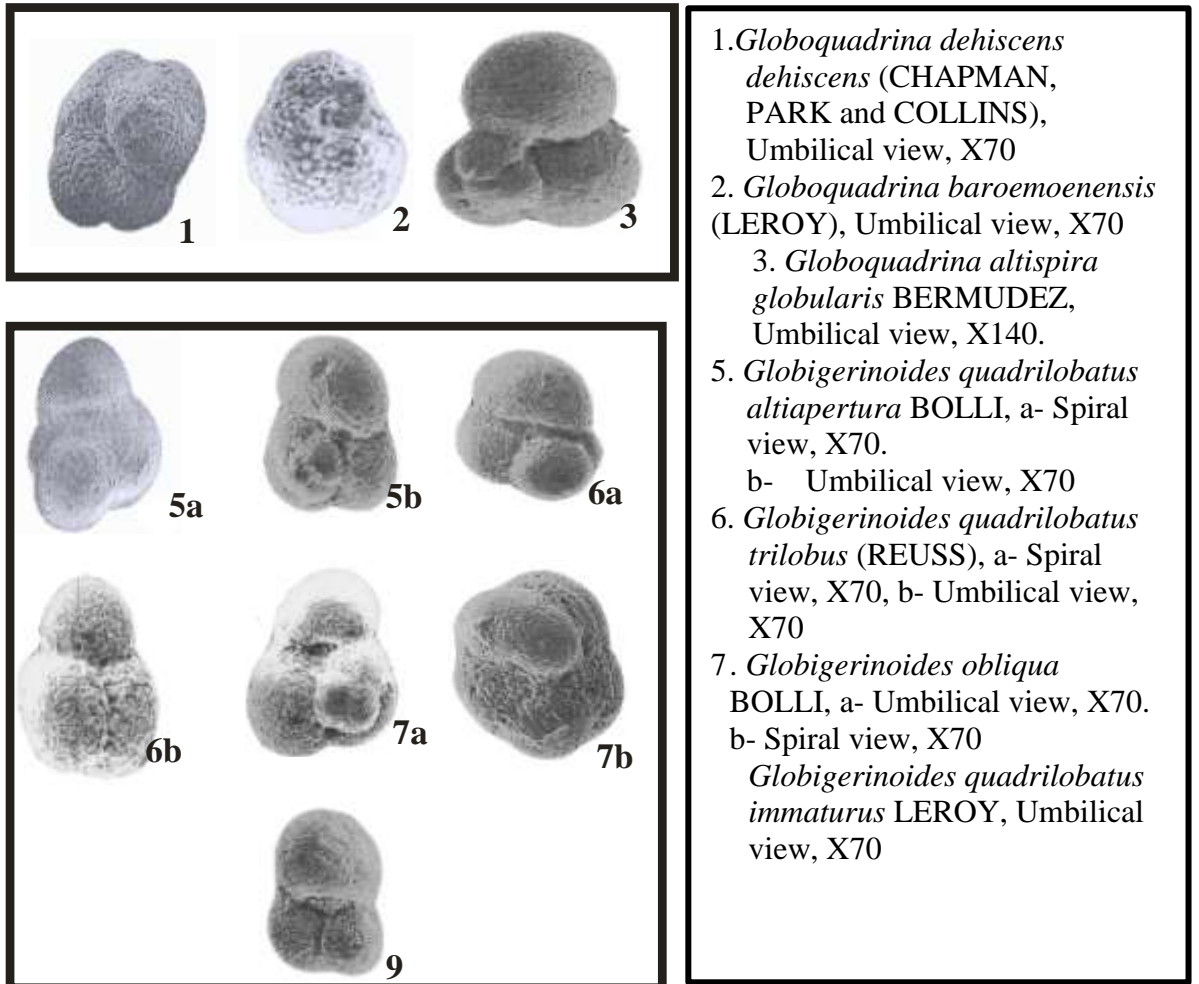 1
2
3
5a
5b
6a
6b
7a
7b
9
1.Globoquadrina dehiscens
dehiscens (CHAPMAN,
PARK and COLLINS),
Umbilical view, X70
2. Globoquadrina baroemoenensis
(LEROY), Umbilical view, X70
3. Globoquadrina altispira
globularis BERMUDEZ,
Umbilical view, X140.
5. Globigerinoides quadrilobatus
altiapertura BOLLI, a- Spiral
view, X70.
b- Umbilical view, X70
6. Globigerinoides quadrilobatus
trilobus (REUSS), a- Spiral
view, X70, b- Umbilical view,
X70
7. Globigerinoides obliqua
BOLLI, a- Umbilical view, X70.
b- Spiral view, X70
Globigerinoides quadrilobatus
immaturus LEROY, Umbilical
view, X70